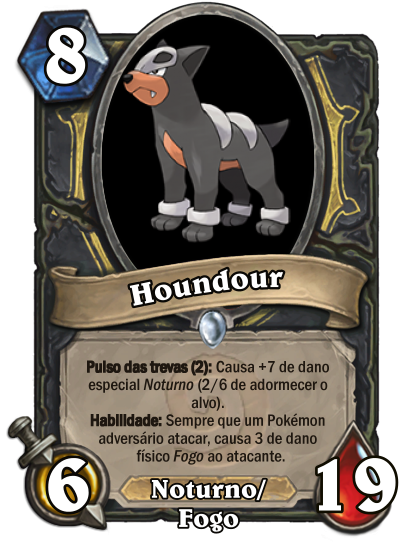 8
Houndour
Pulso das trevas (2): Causa +7 de dano
especial Noturno (2/6 de adormecer o
alvo).
Habilidade: Sempre que um Pokémon
adversário atacar, causa 3 de dano
físico Fogo ao atacante.
6
Noturno/
Fogo
19